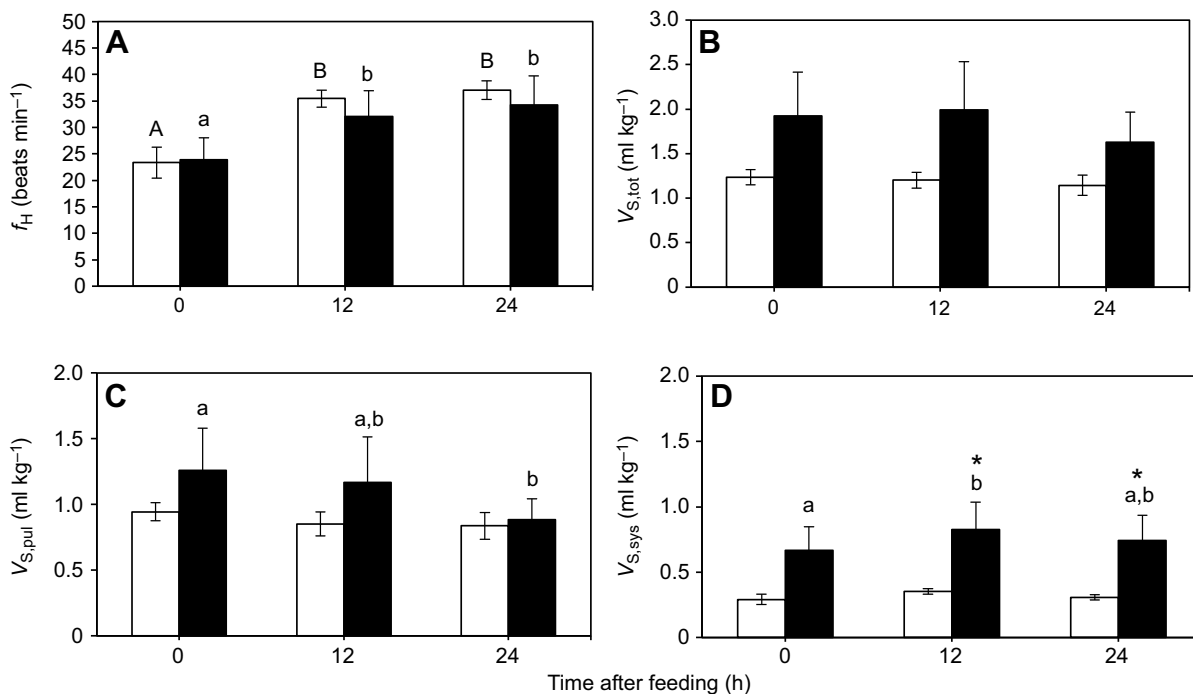 A
f_H (beats min⁻¹)
50
45
40
35
30
25
20
15
10
5
0
A
a
B
b
B
b
0
12
24
B
V_S,tot (ml kg⁻¹)
3.0
2.5
2.0
1.5
1.0
0.5
0
0
12
24
C
V_S,pul (ml kg⁻¹)
2.0
1.5
1.0
0.5
0
a
a,b
b
0
12
24
D
V_S,sys (ml kg⁻¹)
2.0
1.5
1.0
0.5
0
a
*
b
*
a,b
0
12
24
Time after feeding (h)